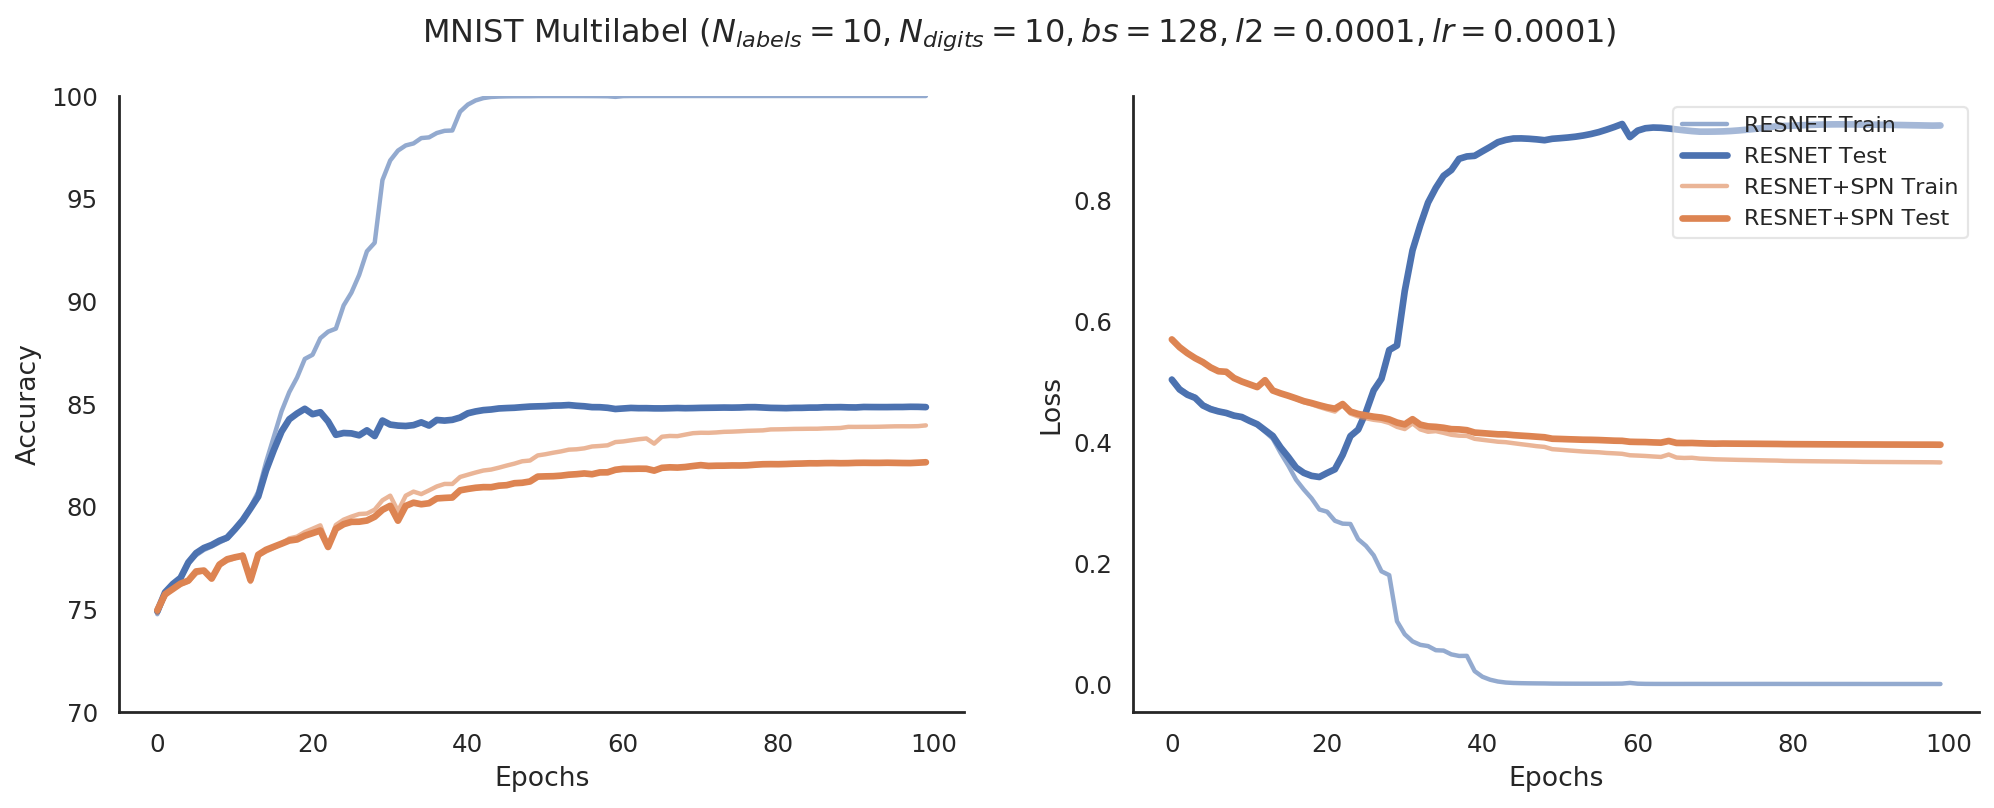 MNIST Multilabel (N_labels = 10, N_digits = 10, bs = 128, l2 = 0.0001, lr = 0.0001)
100
95
90
85
80
75
70
Accuracy
0 20 40 60 80 100
Epochs
0.8
0.6
0.4
0.2
0.0
Loss
0 20 40 60 80 100
Epochs
RESNET Train
RESNET Test
RESNET+SPN Train
RESNET+SPN Test